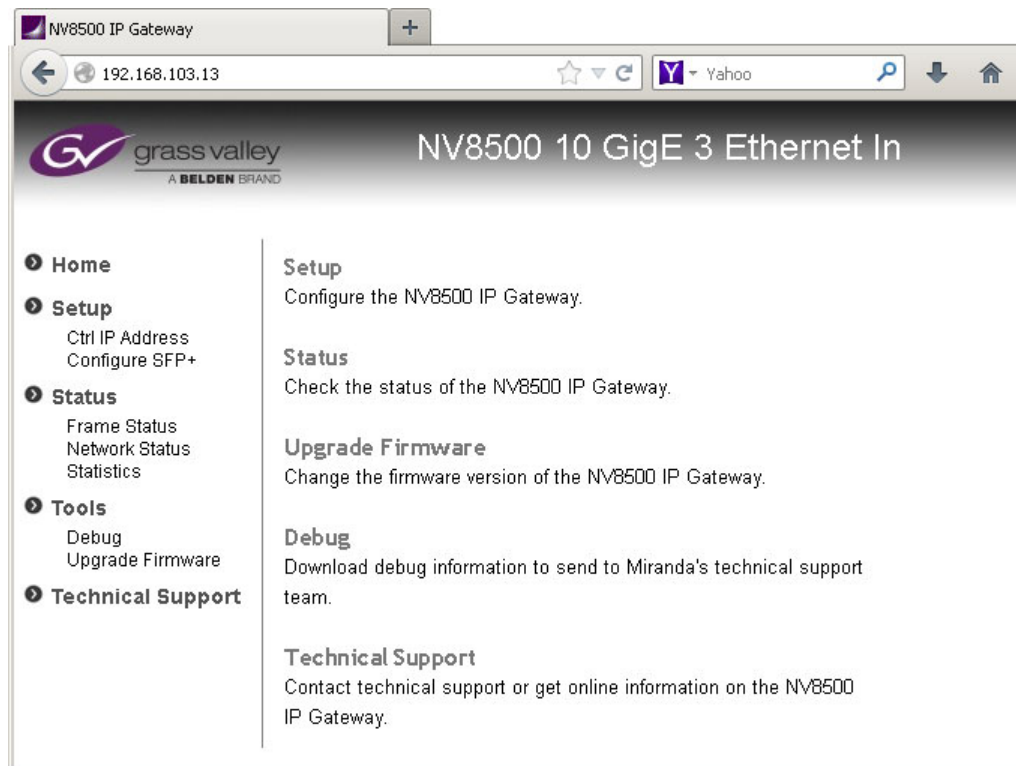 NV8500 IP Gateway
+
192.168.103.13
Y
Yahoo
GV
grass valley
A BELDEN BRAND
NV8500 10 GigE 3 Ethernet In
Home
Setup
Ctrl IP Address
Configure SFP+
Status
Frame Status
Network Status
Statistics
Tools
Debug
Upgrade Firmware
Technical Support
Setup
Configure the NV8500 IP Gateway.
Status
Check the status of the NV8500 IP Gateway.
Upgrade Firmware
Change the firmware version of the NV8500 IP Gateway.
Debug
Download debug information to send to Miranda's technical support
team.
Technical Support
Contact technical support or get online information on the NV8500
IP Gateway.